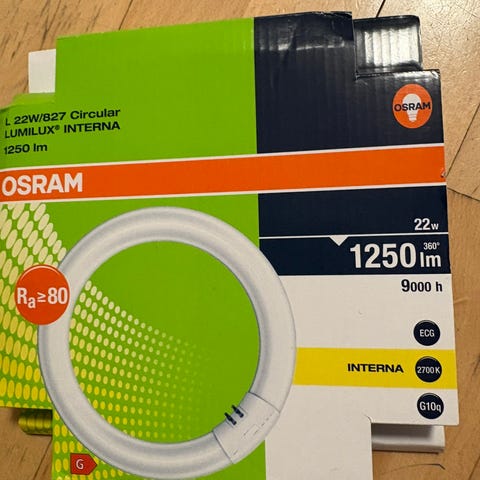 L 22W/827 Circular
LUMILUX® INTERNA
1250 lm
OSRAM
OSRAM
22w
360°
1250 lm
9000 h
Ra≥80
ECG
INTERNA 2700K
G10q
G